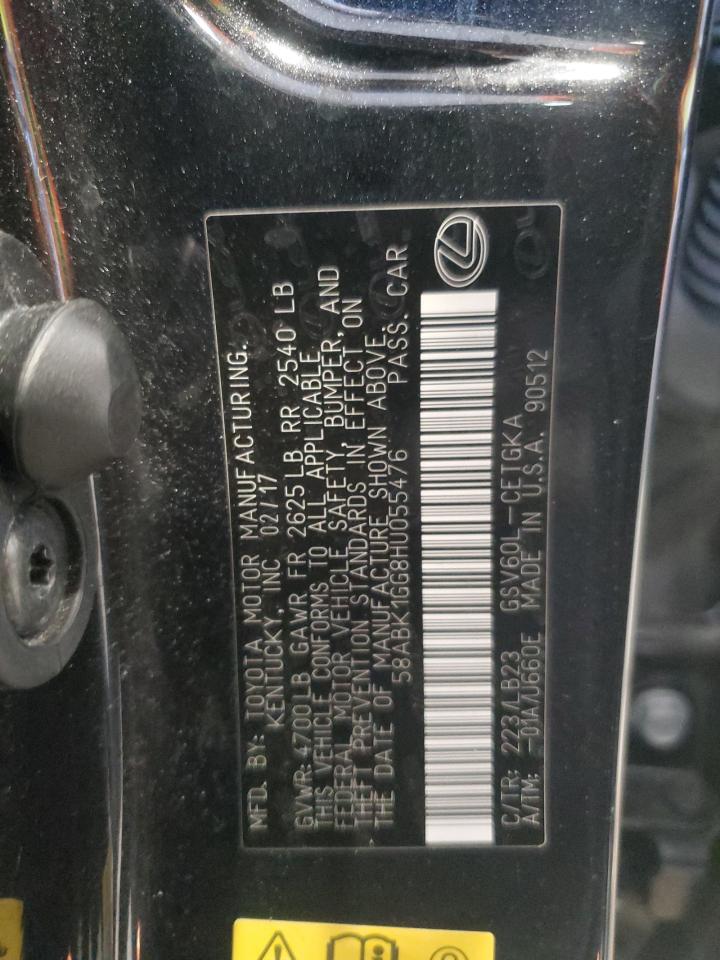 MFD. BY: TOYOTA MOTOR MANUFACTURING.
KENTUCKY, INC 02/17
GVWR: 4700LB GAWR FR 2625LB RR 2540 LB
THIS VEHICLE CONFORMS TO ALL APPLICABLE
FEDERAL MOTOR VEHICLE SAFETY, BUMPER, AND
THEFT PREVENTION STANDARDS IN EFFECT ON
THE DATE OF MANUFACTURE SHOWN ABOVE.
58ABK1GG8HU055476 PASS. CAR
C/TR: 223/LB23 GSV60L-CETGKA
A/TM: -01A/U660E MADE IN U.S.A. 90512